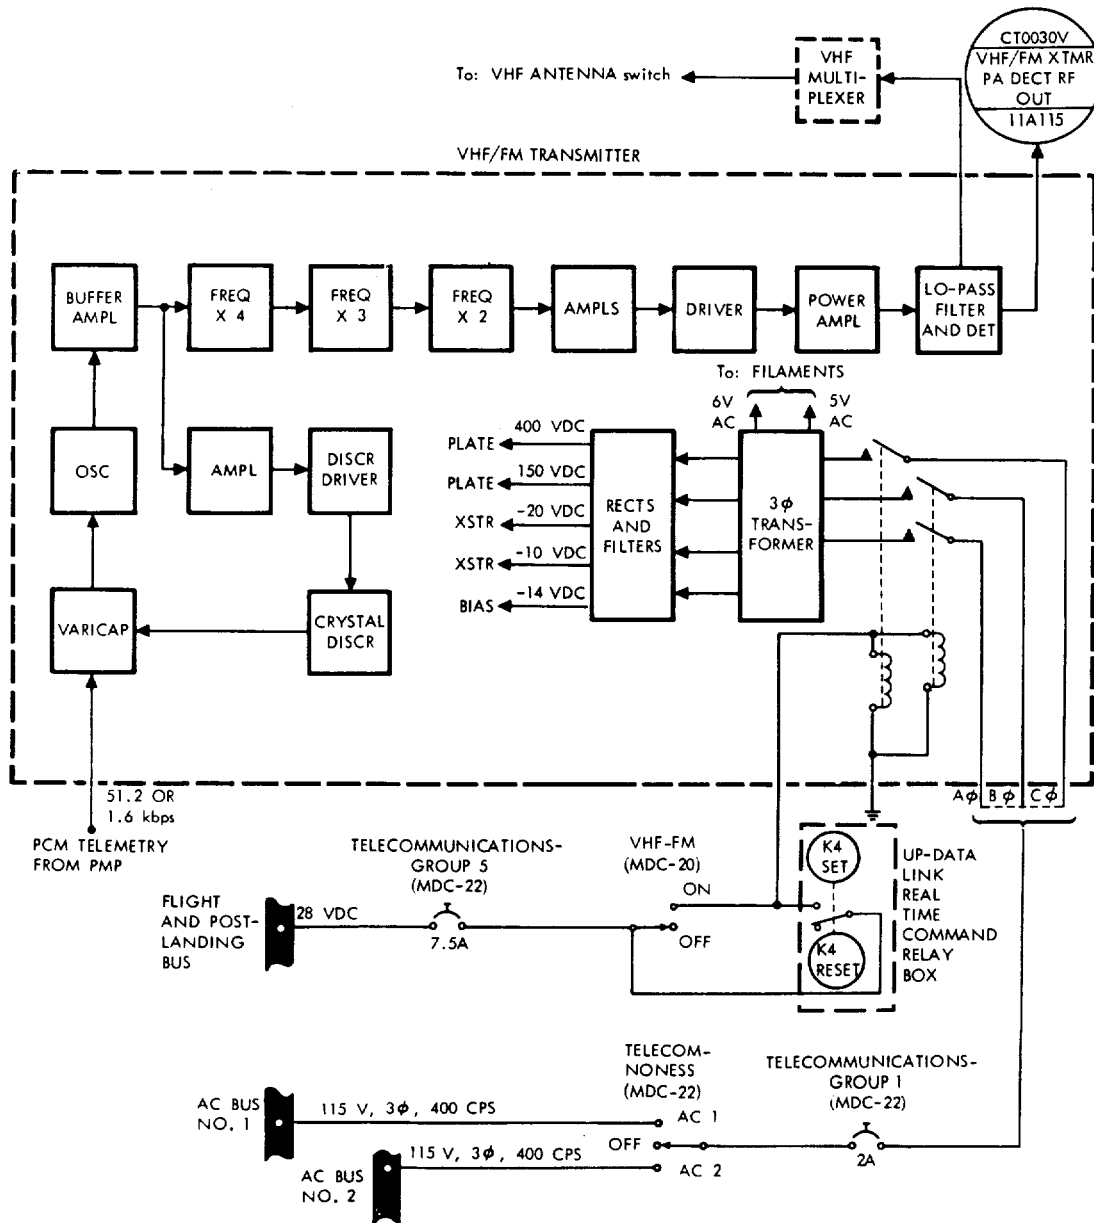 CT0030V
VHF/FM XTMR
PA DECT RF
OUT
11A115
To: VHF ANTENNA switch
VHF
MULTI-
PLEXER
VHF/FM TRANSMITTER
BUFFER
AMPL
FREQ
X 4
FREQ
X 3
FREQ
X 2
AMPLS
DRIVER
POWER
AMPL
LO-PASS
FILTER
AND DET
To: FILAMENTS
6V
AC
5V
AC
OSC
AMPL
DISCR
DRIVER
PLATE
400 VDC
PLATE
150 VDC
XSTR
-20 VDC
XSTR
-10 VDC
BIAS
-14 VDC
RECTS
AND
FILTERS
3ϕ
TRANS-
FORMER
VARICAP
CRYSTAL
DISCR
51.2 OR
1.6 kbps
PCM TELEMETRY
FROM PMP
Aϕ B ϕ C ϕ
TELECOMMUNICATIONS-
GROUP 5
(MDC-22)
VHF-FM
(MDC-20)
ON
OFF
K4
SET
K4
RESET
UP-DATA
LINK
REAL
TIME
COMMAND
RELAY
BOX
FLIGHT
AND POST-
LANDING
BUS
28 VDC
7.5A
TELECOM-
NONESS
(MDC-22)
TELECOMMUNICATIONS-
GROUP 1
(MDC-22)
AC BUS
NO. 1
115 V, 3ϕ, 400 CPS
AC 1
OFF
AC 2
2A
AC BUS
NO. 2
115 V, 3ϕ, 400 CPS